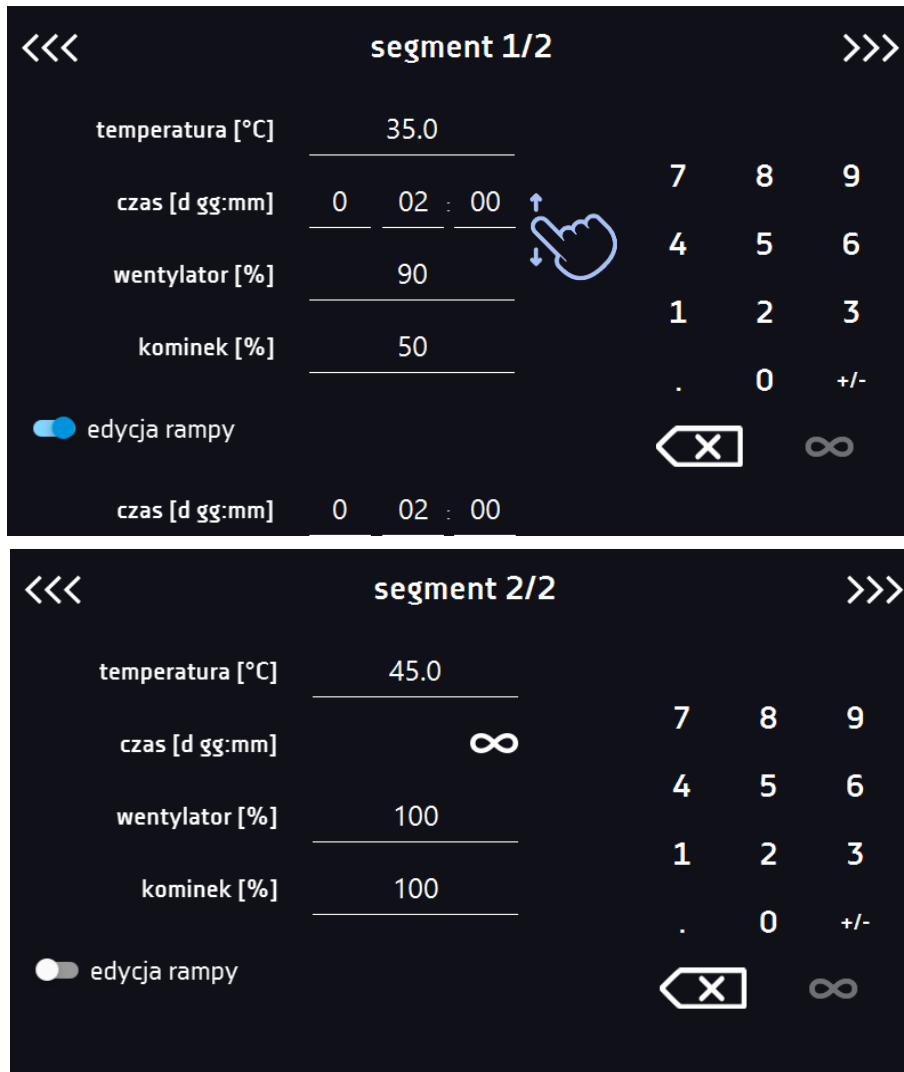 <<< segment 1/2 >>>
temperatura [°C] 35.0
czas [d gg:mm] 0 02 : 00
wentylator [%] 90
kominek [%] 50
edycja rampy
czas [d gg:mm] 0 02 : 00
7 8 9
4 5 6
1 2 3
. 0 +/-
X ∞
<<< segment 2/2 >>>
temperatura [°C] 45.0
czas [d gg:mm] ∞
wentylator [%] 100
kominek [%] 100
edycja rampy
7 8 9
4 5 6
1 2 3
. 0 +/-
X ∞